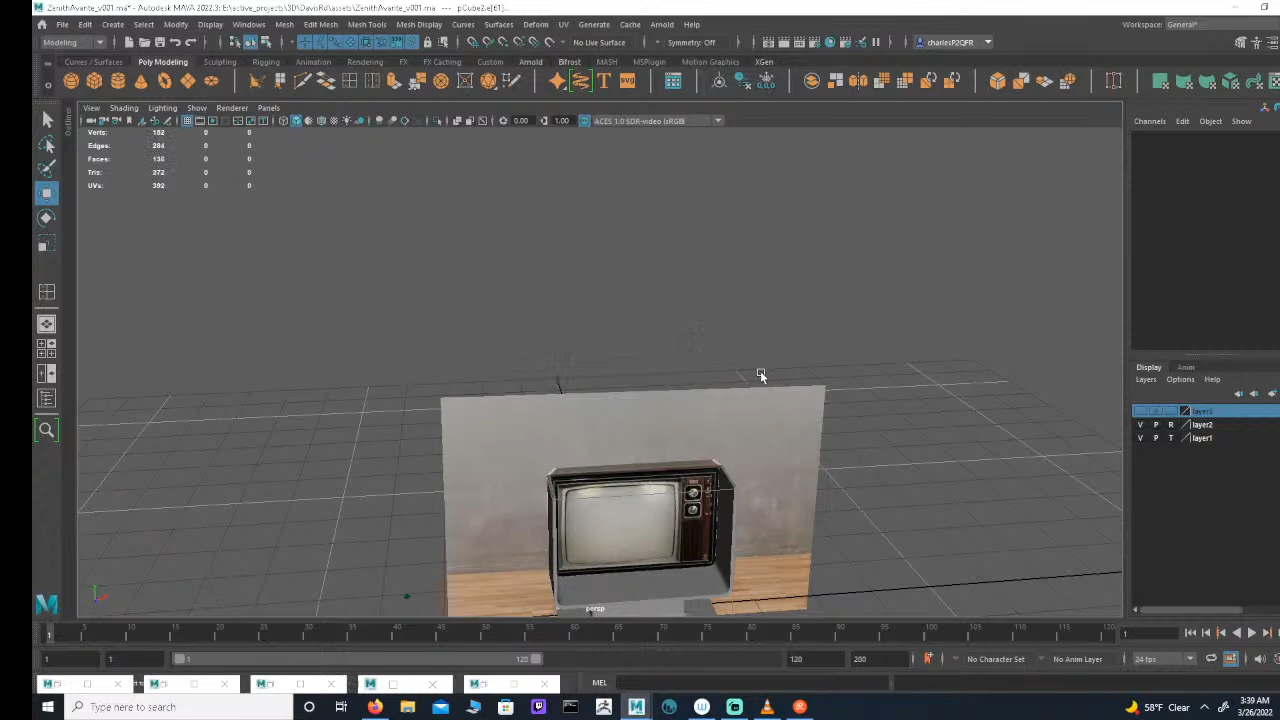 ZenithAvante_v001.ma* - Autodesk MAYA 2022.3: E:\active_projects\3D\DavisRd\assets\ZenithAvante_v001.ma --- pCube2.e[61]...
File Edit Create Select Modify Display Windows Mesh Edit Mesh Mesh Tools Mesh Display Curves Surfaces Deform UV Generate Cache Arnold Help Workspace: General*
Modeling No Live Surface Symmetry: Off charlesP2QFR
Curves / Surfaces Poly Modeling Sculpting Rigging Animation Rendering FX FX Caching Custom Arnold Bifrost MASH MSPlugin Motion Graphics XGen
View Shading Lighting Show Renderer Panels
0.00 1.00 ACES 1.0 SDR-video (sRGB)
Channels Edit Object Show
Outliner
Verts: 152 0 0
Edges: 284 0 0
Faces: 136 0 0
Tris: 272 0 0
UVs: 392 0 0
Display Anim
Layers Options Help
V P R layer2
V P T layer1
persp
1 5 10 15 20 25 30 35 40 45 50 55 60 65 70 75 80 85 90 95 100 105 110 115 120 1
1 1 1 120 120 200 No Character Set No Anim Layer 24 fps
MEL
Type here to search
58°F Clear
3:39 AM
3/26/2022